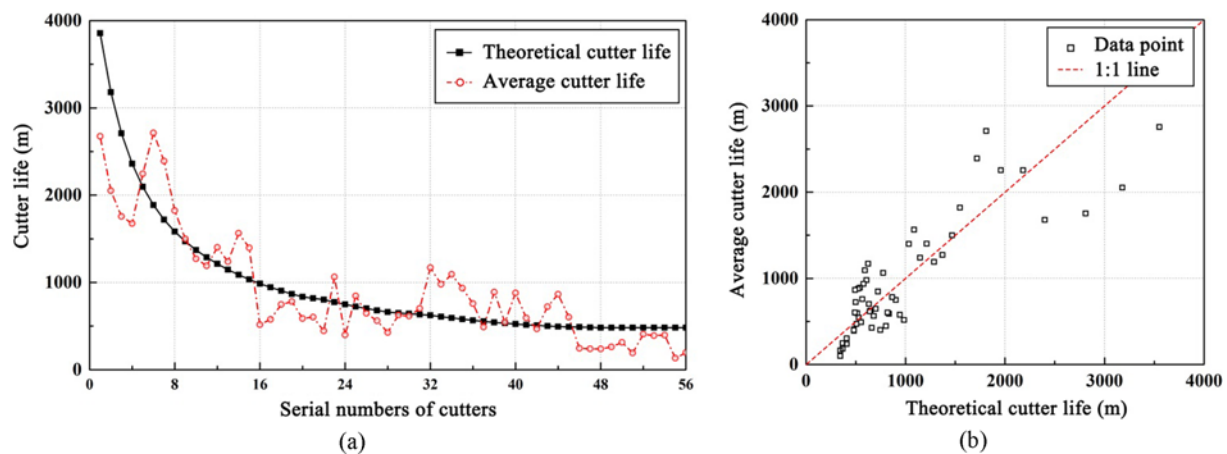 4000
3000
2000
1000
0
Cutter life (m)
Theoretical cutter life
Average cutter life
0 8 16 24 32 40 48 56
Serial numbers of cutters
(a)
4000
3000
2000
1000
0
Average cutter life (m)
Data point
1:1 line
0 1000 2000 3000 4000
Theoretical cutter life (m)
(b)